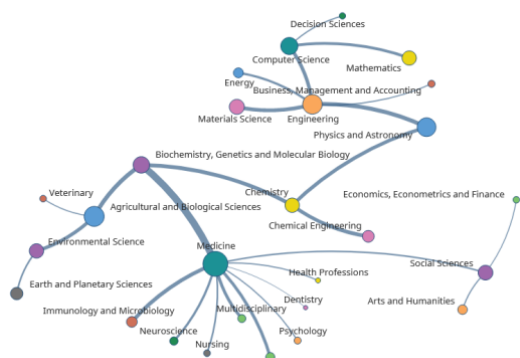 Decision Sciences
Computer Science
Mathematics
Energy
Business, Management and Accounting
Materials Science
Engineering
Physics and Astronomy
Biochemistry, Genetics and Molecular Biology
Veterinary
Chemistry
Economics, Econometrics and Finance
Agricultural and Biological Sciences
Chemical Engineering
Environmental Science
Medicine
Social Sciences
Health Professions
Earth and Planetary Sciences
Dentistry
Arts and Humanities
Immunology and Microbiology
Multidisciplinary
Neuroscience
Psychology
Nursing